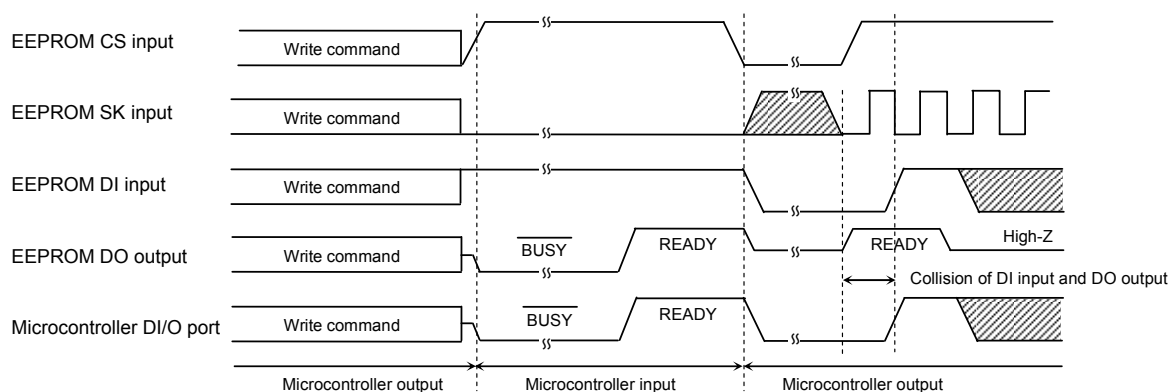 EEPROM CS input
Write command
EEPROM SK input
Write command
EEPROM DI input
Write command
EEPROM DO output
Write command
BUSY
READY
READY
High-Z
Collision of DI input and DO output
Microcontroller DI/O port
Write command
BUSY
READY
Microcontroller output
Microcontroller input
Microcontroller output